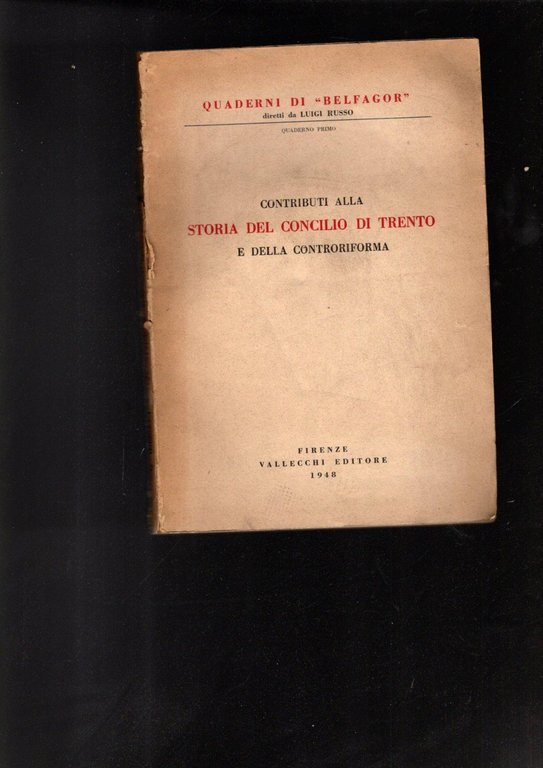 QUADERNI DI "BELFAGOR"
diretti da LUIGI RUSSO
QUADERNO PRIMO
CONTRIBUTI ALLA
STORIA DEL CONCILIO DI TRENTO
E DELLA CONTRORIFORMA
FIRENZE
VALLECCHI EDITORE
1948